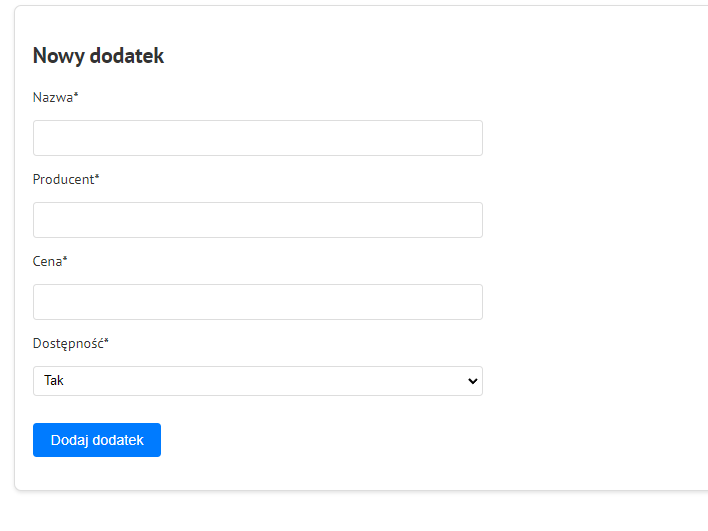 Nowy dodatek
Nazwa*
Producent*
Cena*
Dostępność*
Tak
Dodaj dodatek